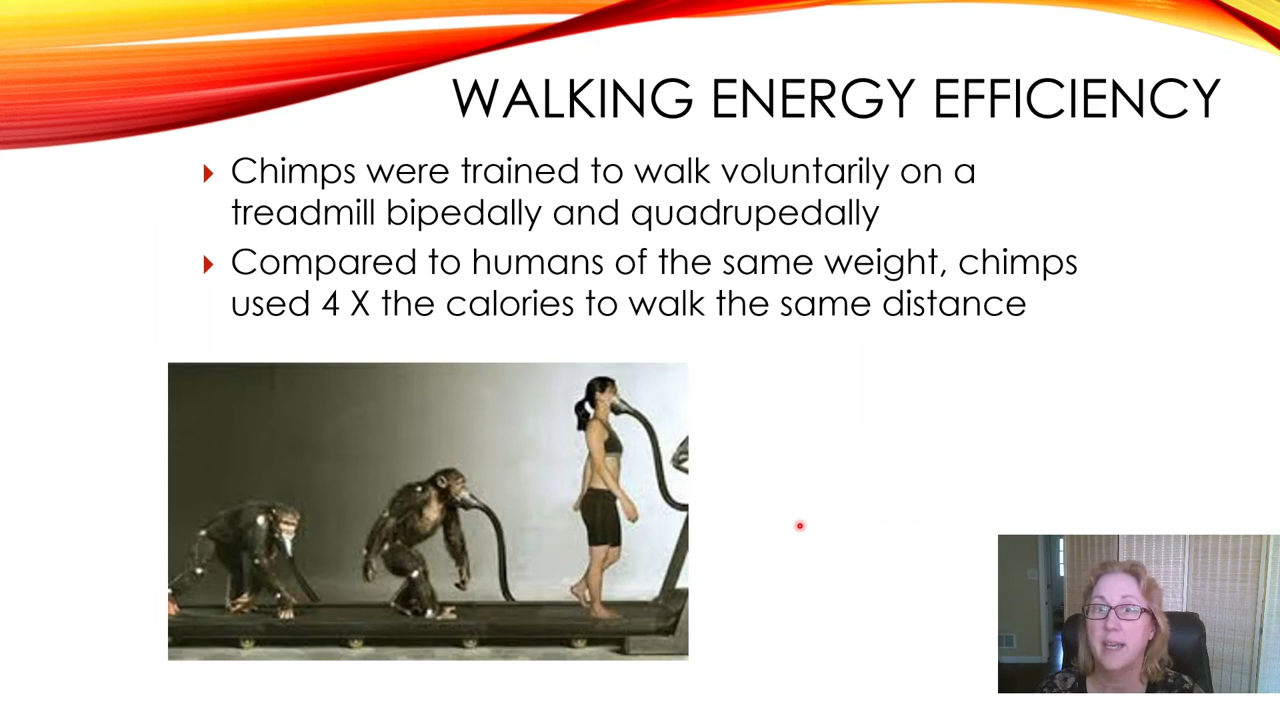 WALKING ENERGY EFFICIENCY
Chimps were trained to walk voluntarily on a
treadmill bipedally and quadrupedally
Compared to humans of the same weight, chimps
used 4 X the calories to walk the same distance